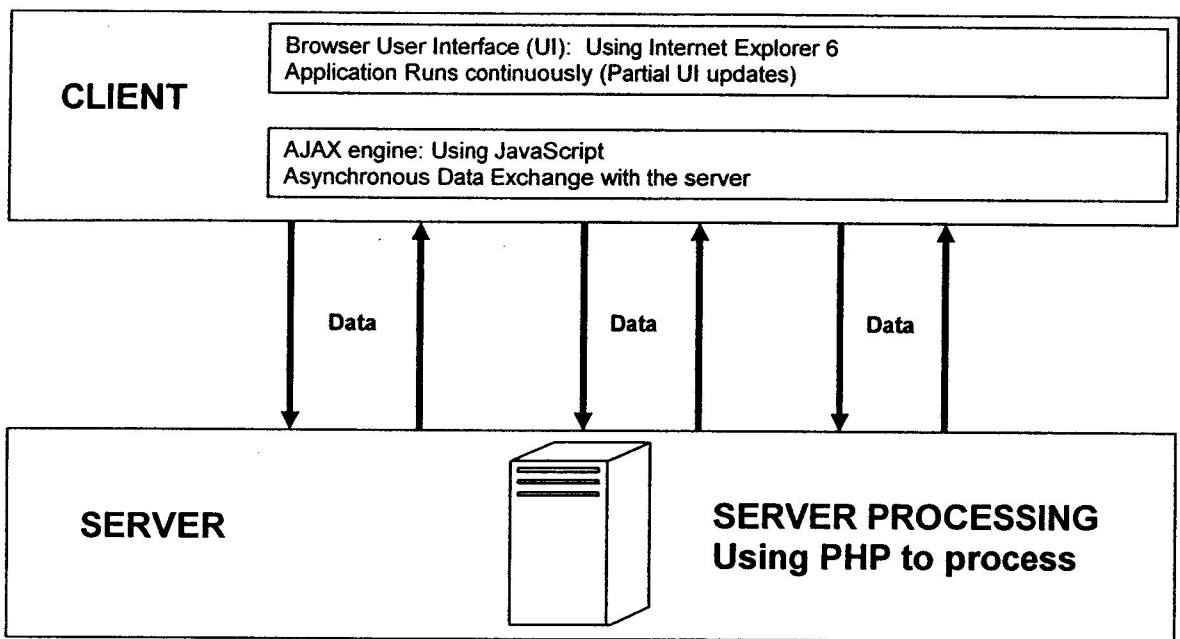 Browser User Interface (UI): Using Internet Explorer 6
Application Runs continuously (Partial UI updates)
CLIENT
AJAX engine: Using JavaScript
Asynchronous Data Exchange with the server
Data
Data
Data
SERVER
SERVER PROCESSING
Using PHP to process